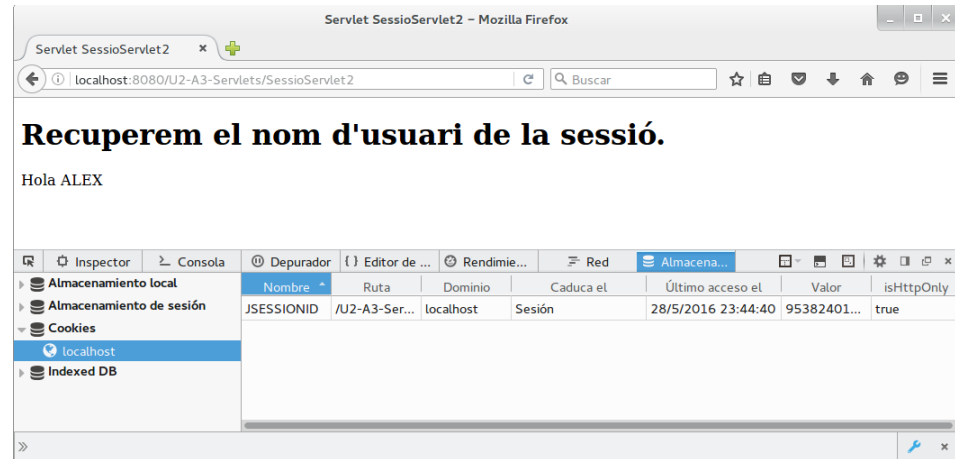 Servlet SessioServlet2 – Mozilla Firefox
Servlet SessioServlet2
localhost:8080/U2-A3-Servlets/SessioServlet2
Buscar
Recuperem el nom d'usuari de la sessió.
Hola ALEX
Inspector Consola Depurador Editor de ... Rendimie... Red Almacena...
Almacenamiento local
Almacenamiento de sesión
Cookies
localhost
Indexed DB
Nombre Ruta Dominio Caduca el Último acceso el Valor isHttpOnly
JSESSIONID /U2-A3-Ser... localhost Sesión 28/5/2016 23:44:40 95382401... true